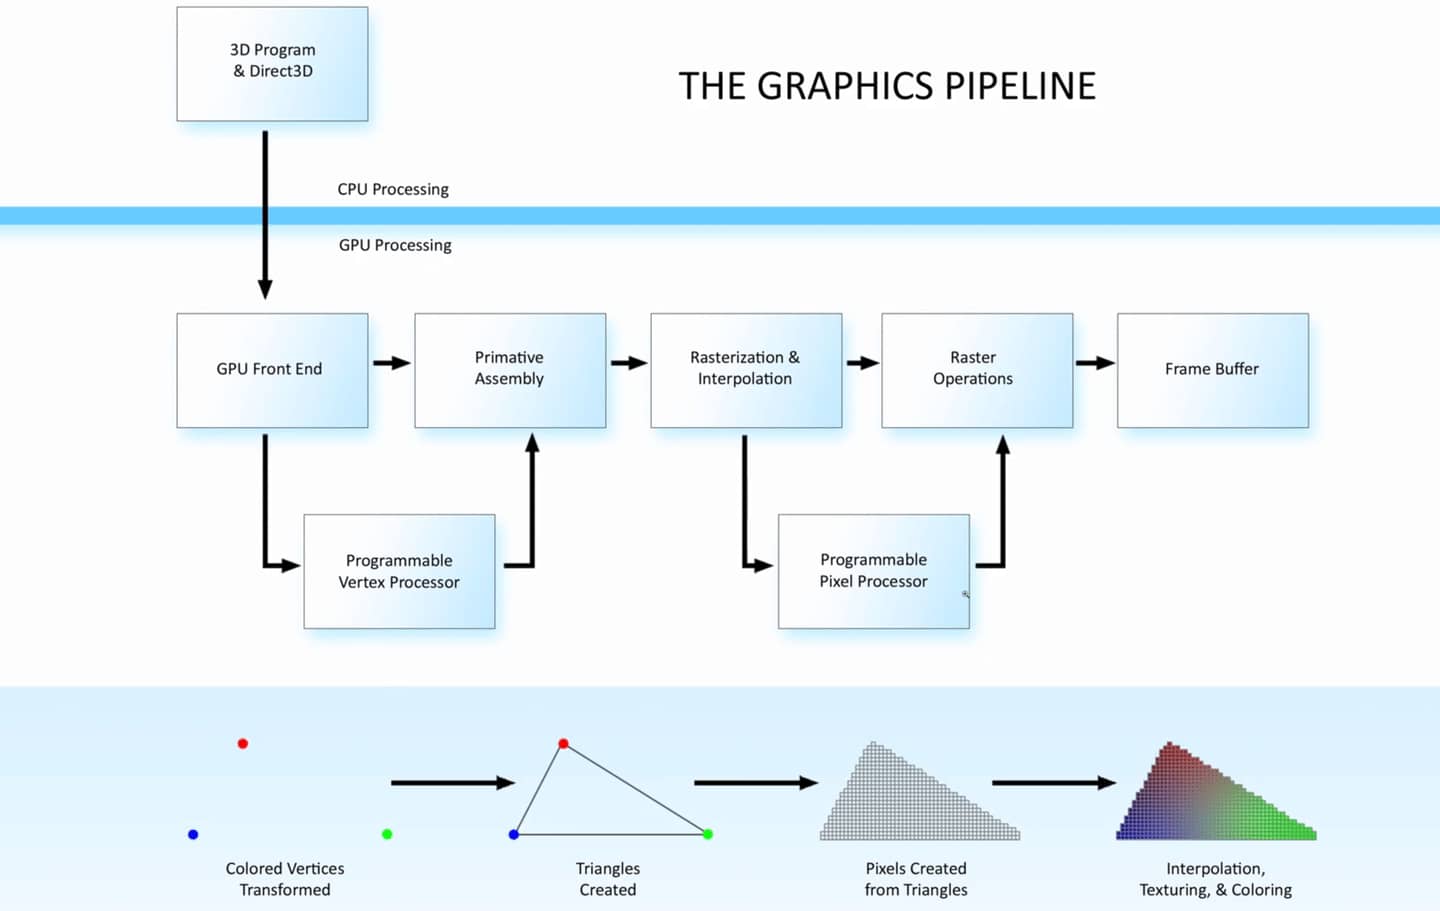 3D Program
& Direct3D
THE GRAPHICS PIPELINE
CPU Processing
GPU Processing
GPU Front End
Primative
Assembly
Rasterization &
Interpolation
Raster
Operations
Frame Buffer
Programmable
Vertex Processor
Programmable
Pixel Processor
Colored Vertices
Transformed
Triangles
Created
Pixels Created
from Triangles
Interpolation,
Texturing, & Coloring